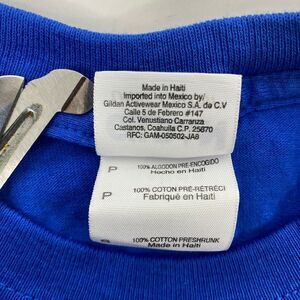 Made in Haiti
Imported into Mexico by/
Gildan Activewear Mexico S.A. de C.V
Calle 5 de Febrero #147
Col. Venustiano Carranza
Castanos, Coahuila C.P. 25870
RFC: GAM-050502-JA8
100% ALGODON PRE-ENCOGIDO
P Hecho en Haití
100% COTON PRÉ-RÉTRÉCI
P Fabriqué en Haïti
100% COTTON PRESHRUNK
S Made in Haiti